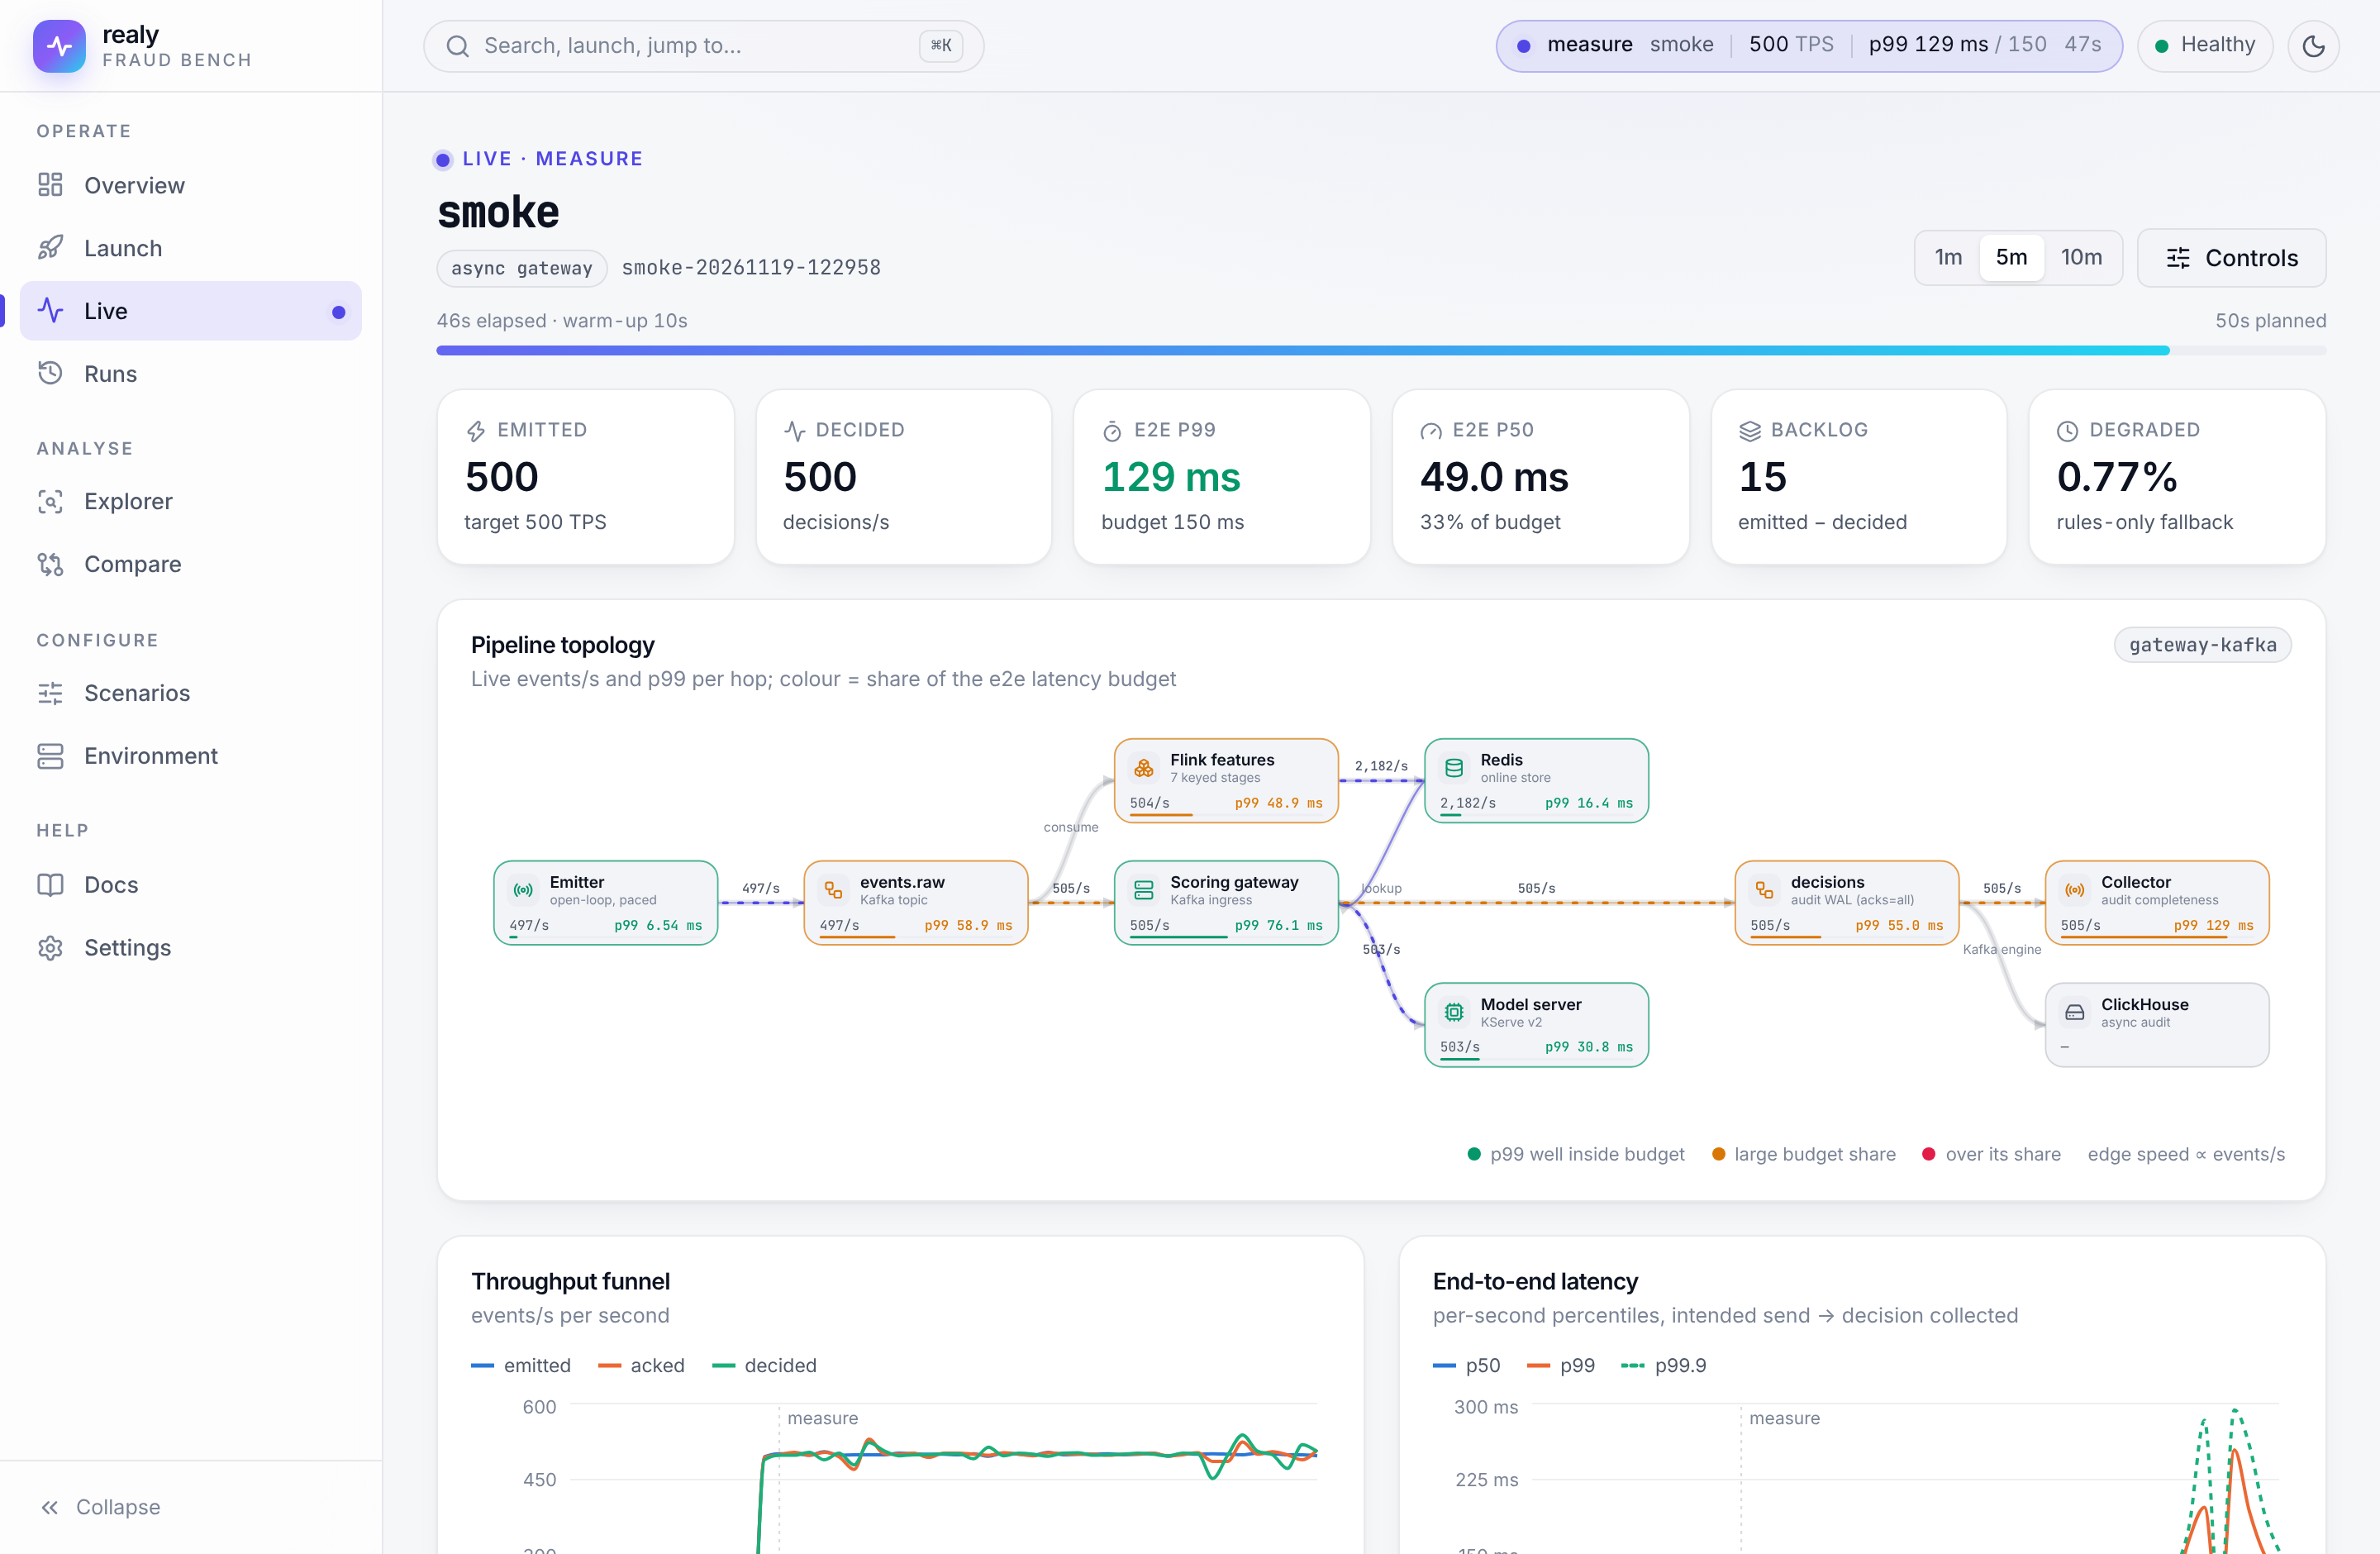 realy
FRAUD BENCH
Search, launch, jump to...
⌘K
measure smoke 500 TPS p99 129 ms / 150 47s
Healthy
OPERATE
Overview
Launch
Live
Runs
ANALYSE
Explorer
Compare
CONFIGURE
Scenarios
Environment
HELP
Docs
Settings
Collapse
LIVE · MEASURE
smoke
async gateway smoke-20261119-122958
1m 5m 10m
Controls
46s elapsed · warm-up 10s
50s planned
EMITTED
500
target 500 TPS
DECIDED
500
decisions/s
E2E P99
129 ms
budget 150 ms
E2E P50
49.0 ms
33% of budget
BACKLOG
15
emitted – decided
DEGRADED
0.77%
rules-only fallback
Pipeline topology
gateway-kafka
Live events/s and p99 per hop; colour = share of the e2e latency budget
Flink features
7 keyed stages
504/s p99 48.9 ms
2,182/s
Redis
online store
2,182/s p99 16.4 ms
consume
Emitter
open-loop, paced
497/s p99 6.54 ms
497/s
events.raw
Kafka topic
497/s p99 58.9 ms
505/s
Scoring gateway
Kafka ingress
505/s p99 76.1 ms
lookup
505/s
decisions
audit WAL (acks=all)
505/s p99 55.0 ms
505/s
Collector
audit completeness
505/s p99 129 ms
503/s
Kafka engine
Model server
KServe v2
503/s p99 30.8 ms
ClickHouse
async audit
–
p99 well inside budget
large budget share
over its share
edge speed ∝ events/s
Throughput funnel
events/s per second
emitted acked decided
600
measure
450
300
End-to-end latency
per-second percentiles, intended send → decision collected
p50 p99 p99.9
300 ms
measure
225 ms
150 ms